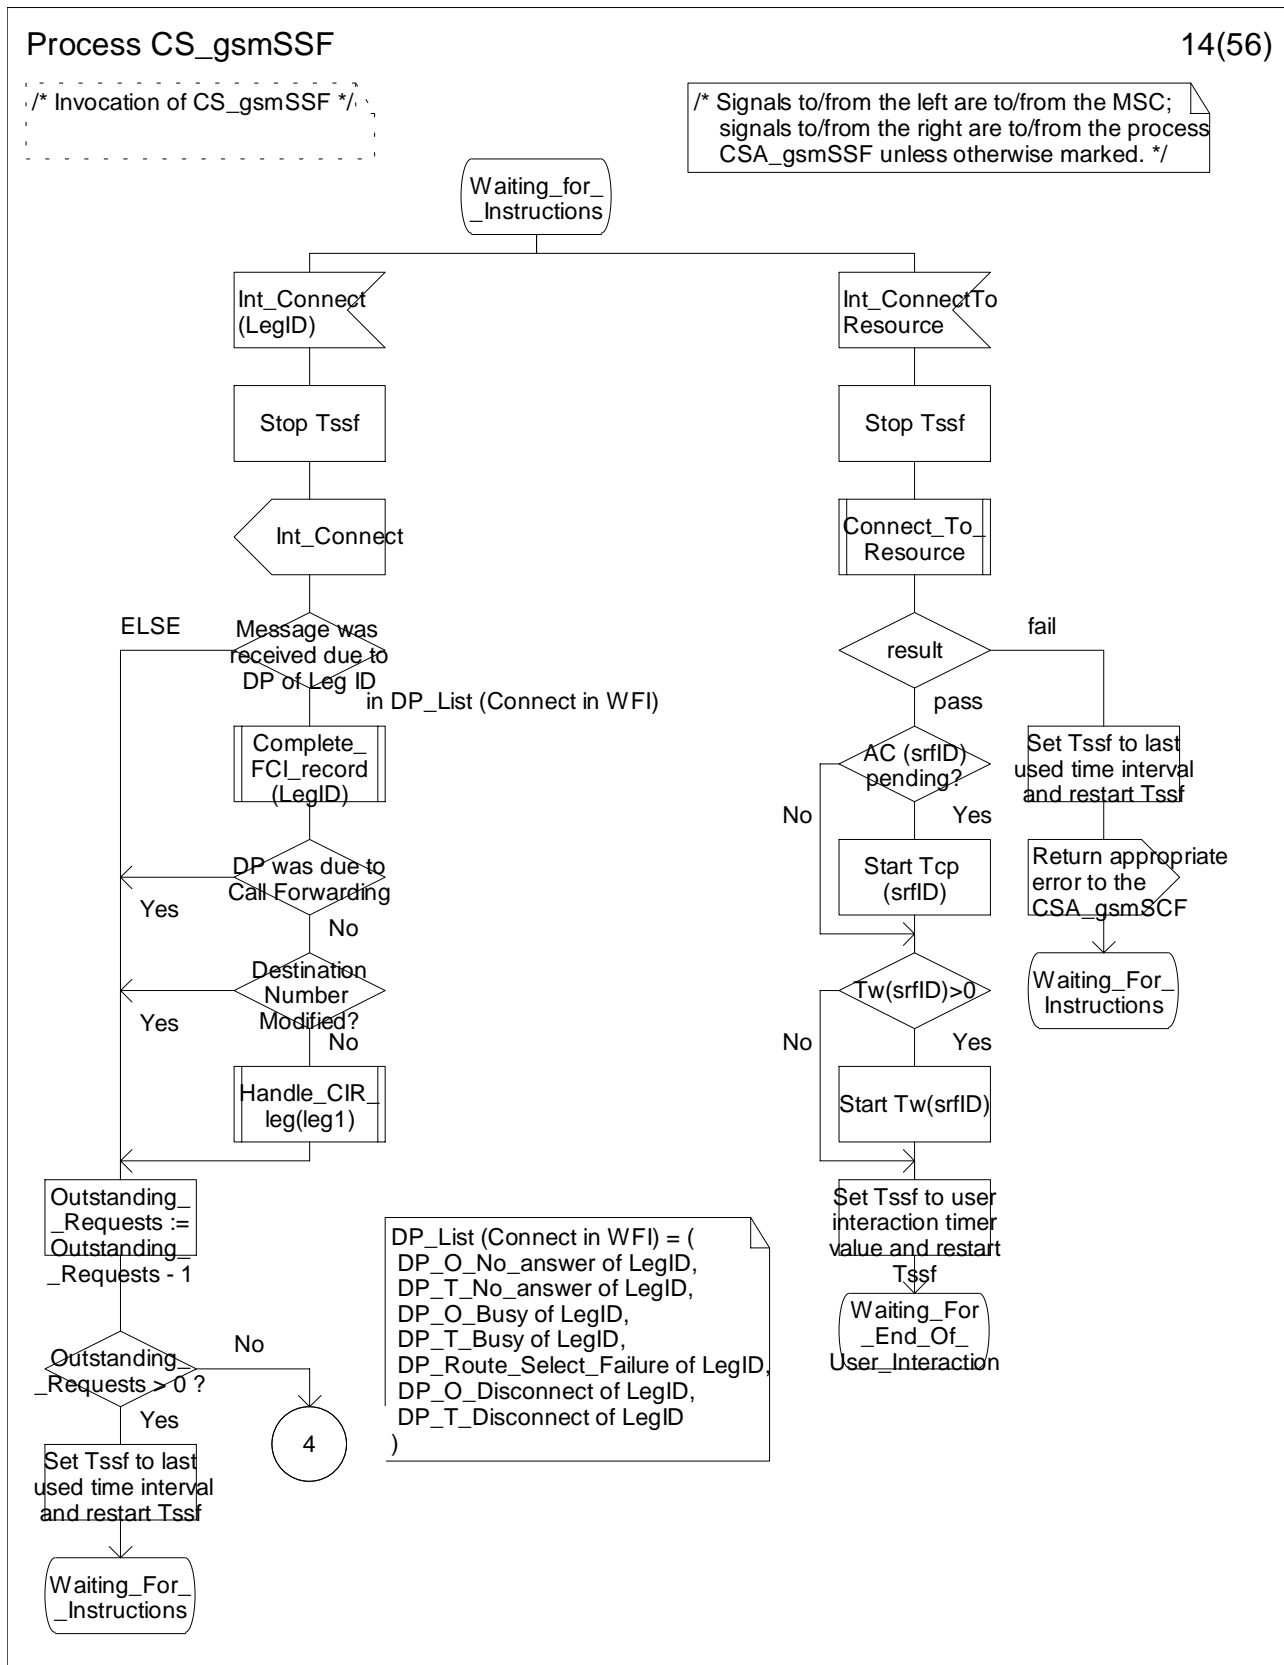 Process CS_gsmSSF
14(56)
/* Invocation of CS_gsmSSF */
/* Signals to/from the left are to/from the MSC;
signals to/from the right are to/from the process
CSA_gsmSSF unless otherwise marked. */
Waiting_for_
_Instructions
Int_Connect
(LegID)
Stop Tssf
Int_Connect
ELSE
Message was
received due to
DP of Leg ID
in DP_List (Connect in WFI)
Complete_
FCI_record
(LegID)
DP was due to
Call Forwarding
Yes
No
Destination
Number
Modified?
Yes
No
Handle_CIR_
leg(leg1)
Outstanding_
_Requests :=
Outstanding_
_Requests - 1
Outstanding_
_Requests > 0 ?
No
Yes
4
Set Tssf to last
used time interval
and restart Tssf
Waiting_For_
_Instructions
DP_List (Connect in WFI) = (
DP_O_No_answer of LegID,
DP_T_No_answer of LegID,
DP_O_Busy of LegID,
DP_T_Busy of LegID,
DP_Route_Select_Failure of LegID,
DP_O_Disconnect of LegID,
DP_T_Disconnect of LegID
)
Int_ConnectTo
Resource
Stop Tssf
Connect_To_
Resource
result
fail
pass
AC (srfID)
pending?
No
Yes
Start Tcp
(srfID)
Tw(srfID)>0
No
Yes
Start Tw(srfID)
Set Tssf to user
interaction timer
value and restart
Tssf
Waiting_For
_End_Of_
User_Interaction
Set Tssf to last
used time interval
and restart Tssf
Return appropriate
error to the
CSA_gsmSCF
Waiting_For_
Instructions